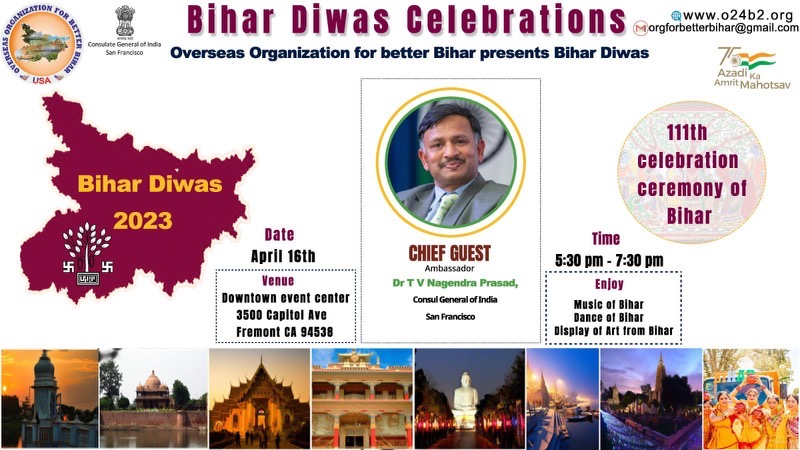 Bihar Diwas Celebrations
Overseas Organization for better Bihar presents Bihar Diwas
www.o24b2.org
orgforbetterbihar@gmail.com
OVERSEAS ORGANIZATION FOR BETTER BIHAR
USA
Consulate General of India
San Francisco
75
Azadi Ka
Amrit Mahotsav
Bihar Diwas
2023
Date
April 16th
Venue
Downtown event center
3500 Capitol Ave
Fremont CA 94538
CHIEF GUEST
Ambassador
Dr T V Nagendra Prasad,
Consul General of India
San Francisco
111th
celebration
ceremony of
Bihar
Time
5:30 pm - 7:30 pm
Enjoy
Music of Bihar
Dance of Bihar
Display of Art from Bihar